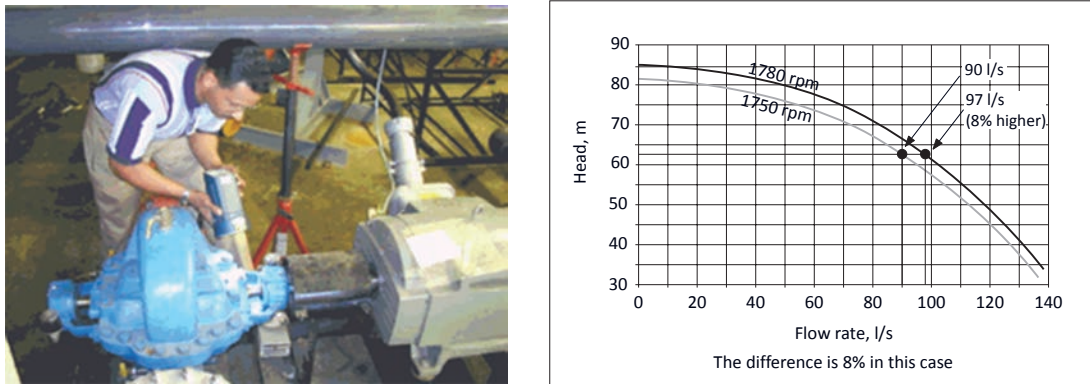 90
80
70
60
50
40
30
Head, m
1780 rpm
1750 rpm
90 l/s
97 l/s
(8% higher)
0 20 40 60 80 100 120 140
Flow rate, l/s
The difference is 8% in this case